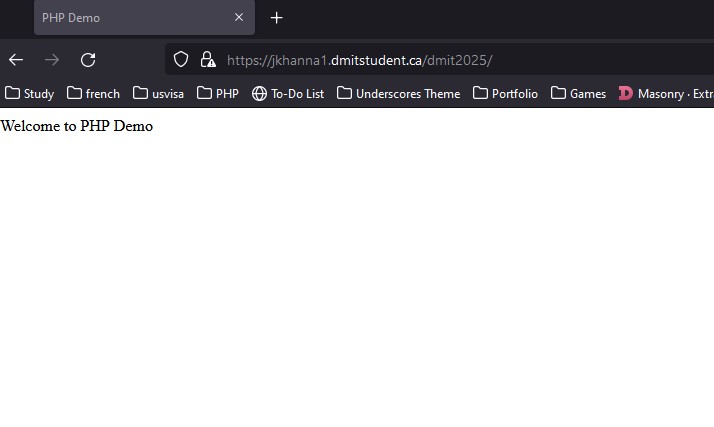 PHP Demo
https://jkhanna1.dmitstudent.ca/dmit2025/
Study french usvisa PHP To-Do List Underscores Theme Portfolio Games Masonry · Extr
Welcome to PHP Demo